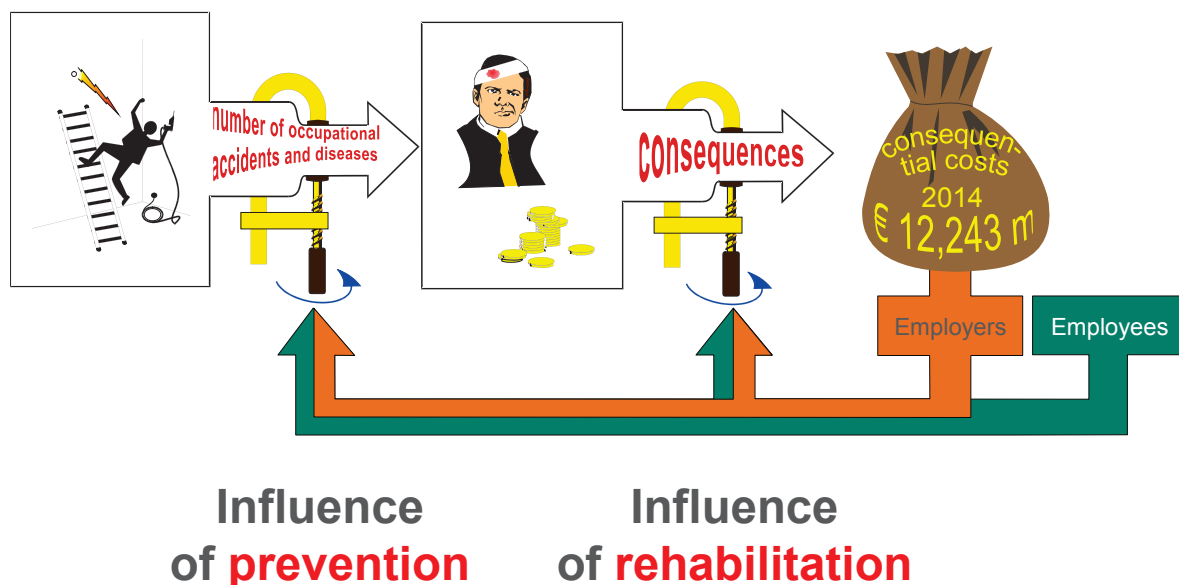 number of occupational
accidents and diseases
consequences
consequen-
tial costs
2014
€ 12,243 m
Employers
Employees
Influence
of prevention
Influence
of rehabilitation